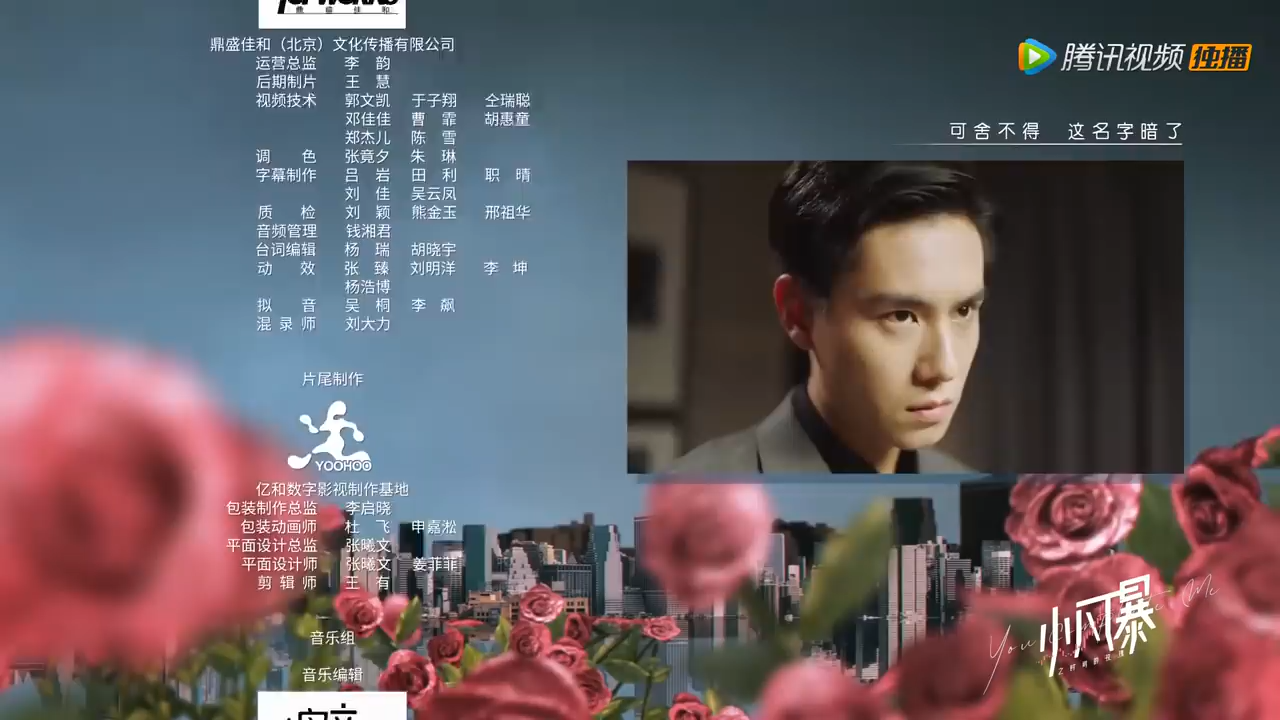 鼎盛佳和
鼎盛佳和（北京）文化传播有限公司
运营总监 李 韵
后期制片 王 慧
视频技术 郭文凯 于子翔 仝瑞聪
邓佳佳 曹 霏 胡惠童
郑杰儿 陈 雪
调 色 张竟夕 朱 琳
字幕制作 吕 岩 田 利 职 晴
刘 佳 吴云凤
质 检 刘 颖 熊金玉 邢祖华
音频管理 钱湘君
台词编辑 杨 瑞 胡晓宇
动 效 张 臻 刘明洋 李 坤
杨浩博
拟 音 吴 桐 李 飙
混 录 师 刘大力
片尾制作
YOOHOO
亿和数字影视制作基地
包装制作总监 李启晓
包装动画师 杜 飞 申嘉淞
平面设计总监 张曦文
平面设计师 张曦文 姜菲菲
剪 辑 师 王 有
音乐组
音乐编辑
腾讯视频 独播
可舍不得 这名字暗了
小风暴